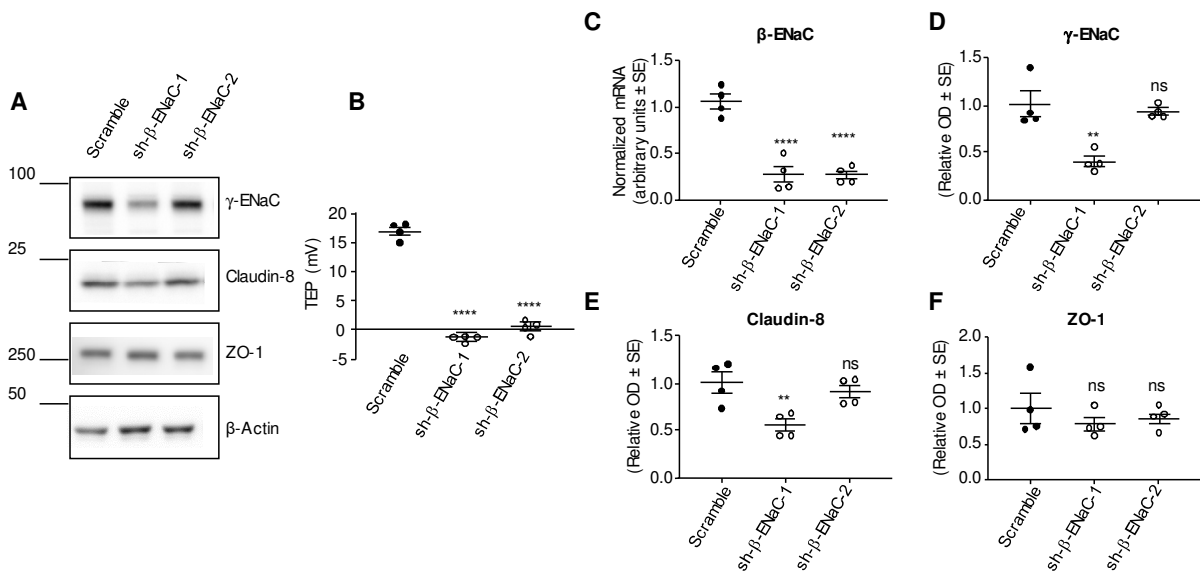 A
Scramble
sh-β-ENaC-1
sh-β-ENaC-2
100
γ-ENaC
25
Claudin-8
250
ZO-1
50
β-Actin
B
TEP (mV)
20
15
10
5
0
-5
****
****
Scramble
sh-β-ENaC-1
sh-β-ENaC-2
C
β-ENaC
Normalized mRNA
(arbitrary units ± SE)
1.5
1.0
0.5
0.0
****
****
Scramble
sh-β-ENaC-1
sh-β-ENaC-2
D
γ-ENaC
(Relative OD ± SE)
1.5
1.0
0.5
0.0
**
ns
Scramble
sh-β-ENaC-1
sh-β-ENaC-2
E
Claudin-8
(Relative OD ± SE)
1.5
1.0
0.5
0.0
**
ns
Scramble
sh-β-ENaC-1
sh-β-ENaC-2
F
ZO-1
(Relative OD ± SE)
2.0
1.5
1.0
0.5
0.0
ns
ns
Scramble
sh-β-ENaC-1
sh-β-ENaC-2